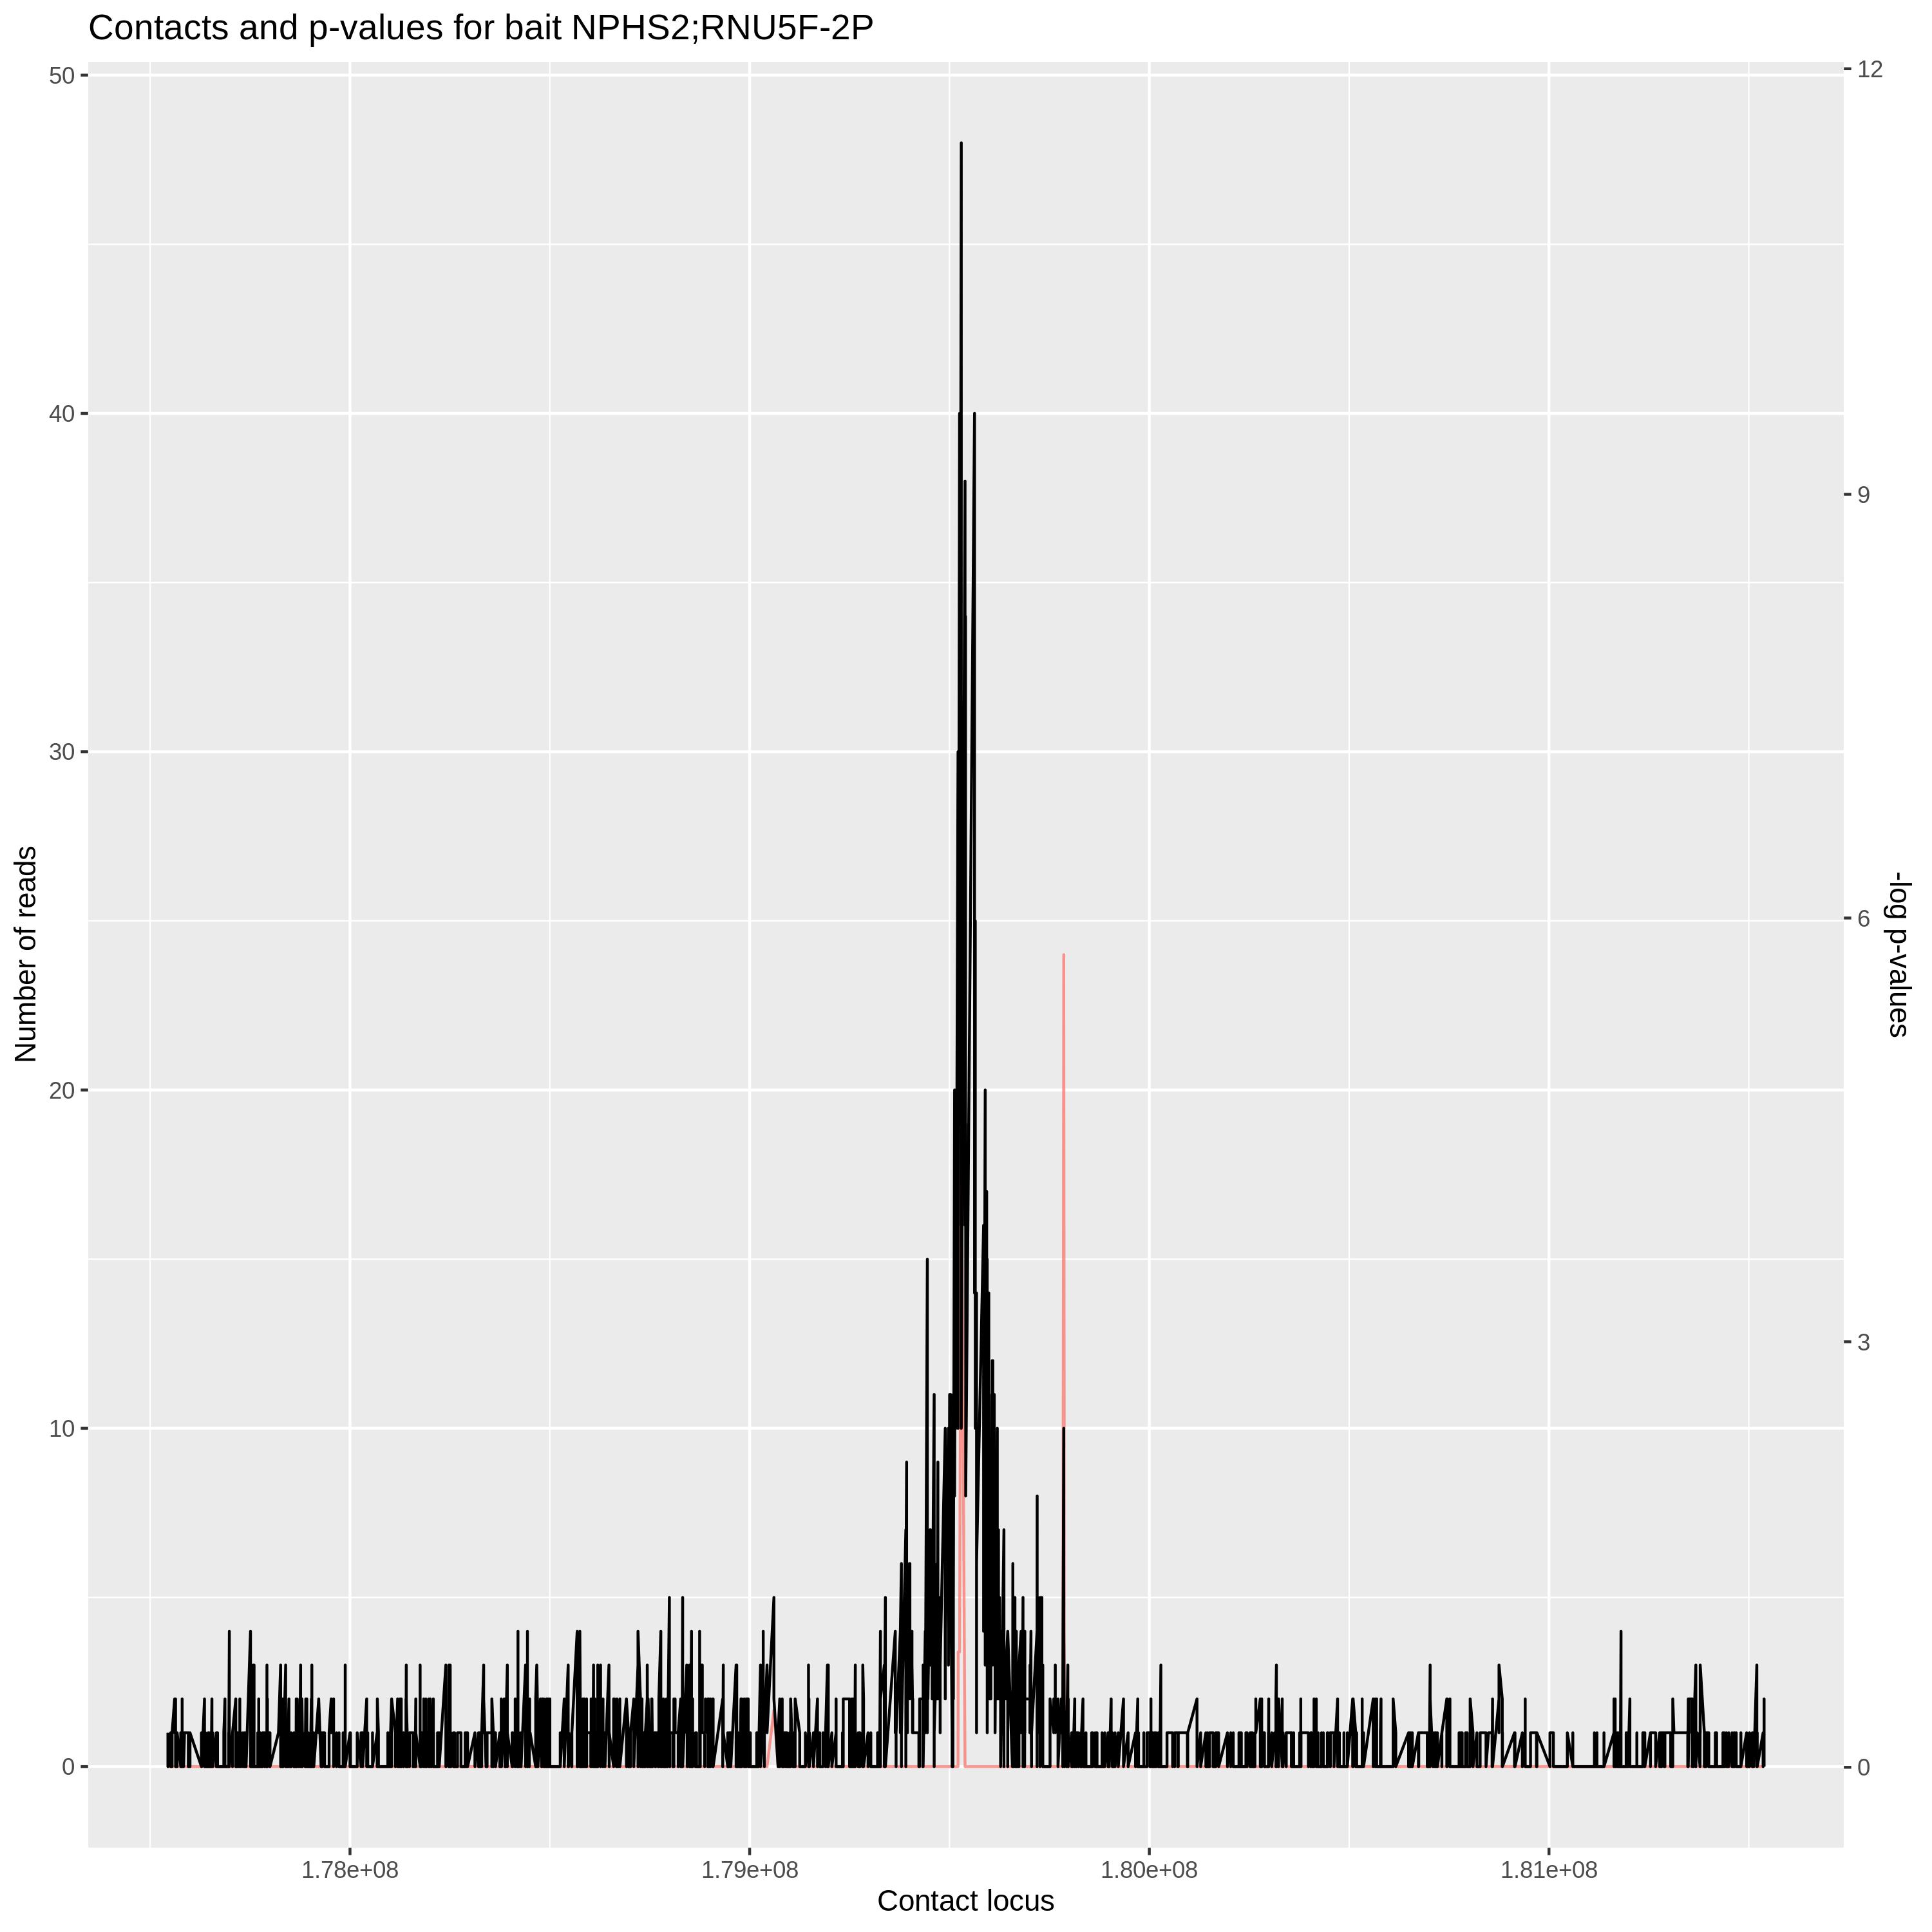 Contacts and p-values for bait NPHS2;RNU5F-2P
50
40
30
20
10
0
Number of reads
12
9
6
3
0
-log p-values
1.78e+08 1.79e+08 1.80e+08 1.81e+08
Contact locus